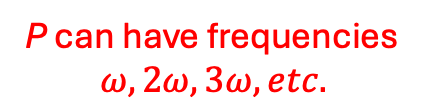 P can have frequencies
ω, 2ω, 3ω, etc.